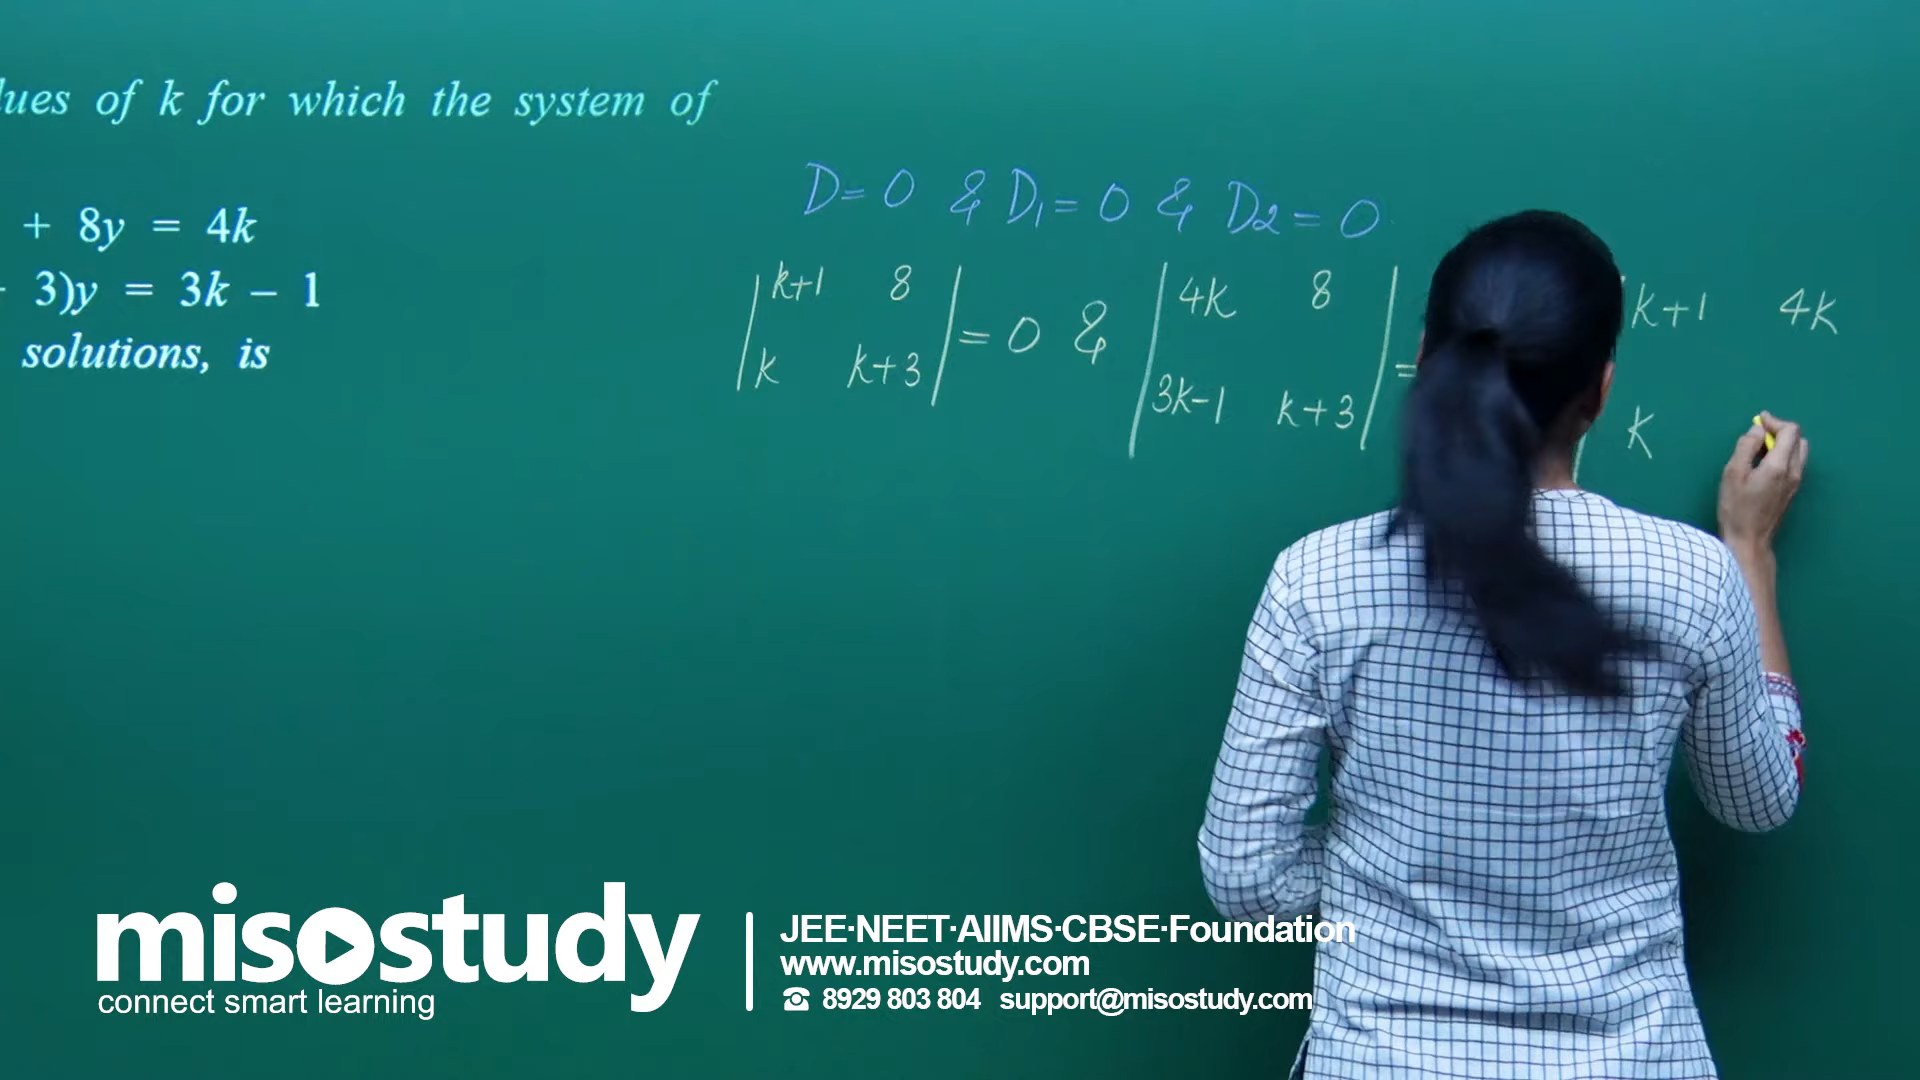 of k for which the system of
+ 8y = 4k
3)y = 3k – 1
solutions, is
D = 0 & D1 = 0 & D2 = 0
k+1 8
k k+3
= 0 &
4k 8
3k-1 k+3
=
k+1 4k
k
misostudy
connect smart learning
JEE·NEET·AIIMS·CBSE·Foundation
www.misostudy.com
☎ 8929 803 804 support@misostudy.com